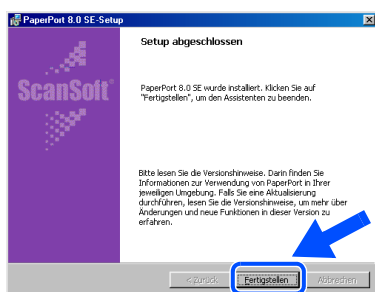 PaperPort 8.0 SE-Setup
Setup abgeschlossen
ScanSoft®
PaperPort 8.0 SE wurde installiert. Klicken Sie auf
"Fertigstellen", um den Assistenten zu beenden.
Bitte lesen Sie die Versionshinweise. Darin finden Sie
Informationen zur Verwendung von PaperPort in Ihrer
jeweiligen Umgebung. Falls Sie eine Aktualisierung
durchführen, lesen Sie die Versionshinweise, um mehr über
Änderungen und neue Funktionen in dieser Version zu
erfahren.
< Zurück Fertigstellen Abbrechen